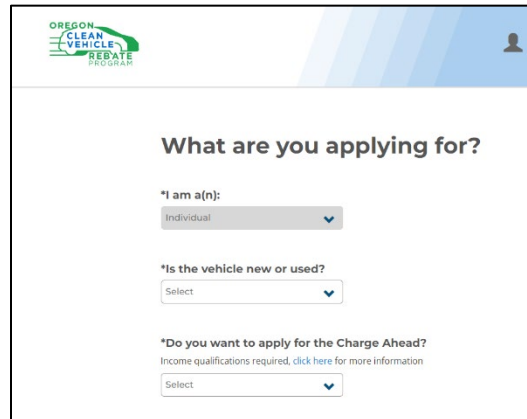 OREGON
CLEAN
VEHICLE
REBATE
PROGRAM
What are you applying for?
*I am a(n):
Individual
*Is the vehicle new or used?
Select
*Do you want to apply for the Charge Ahead?
Income qualifications required, click here for more information
Select